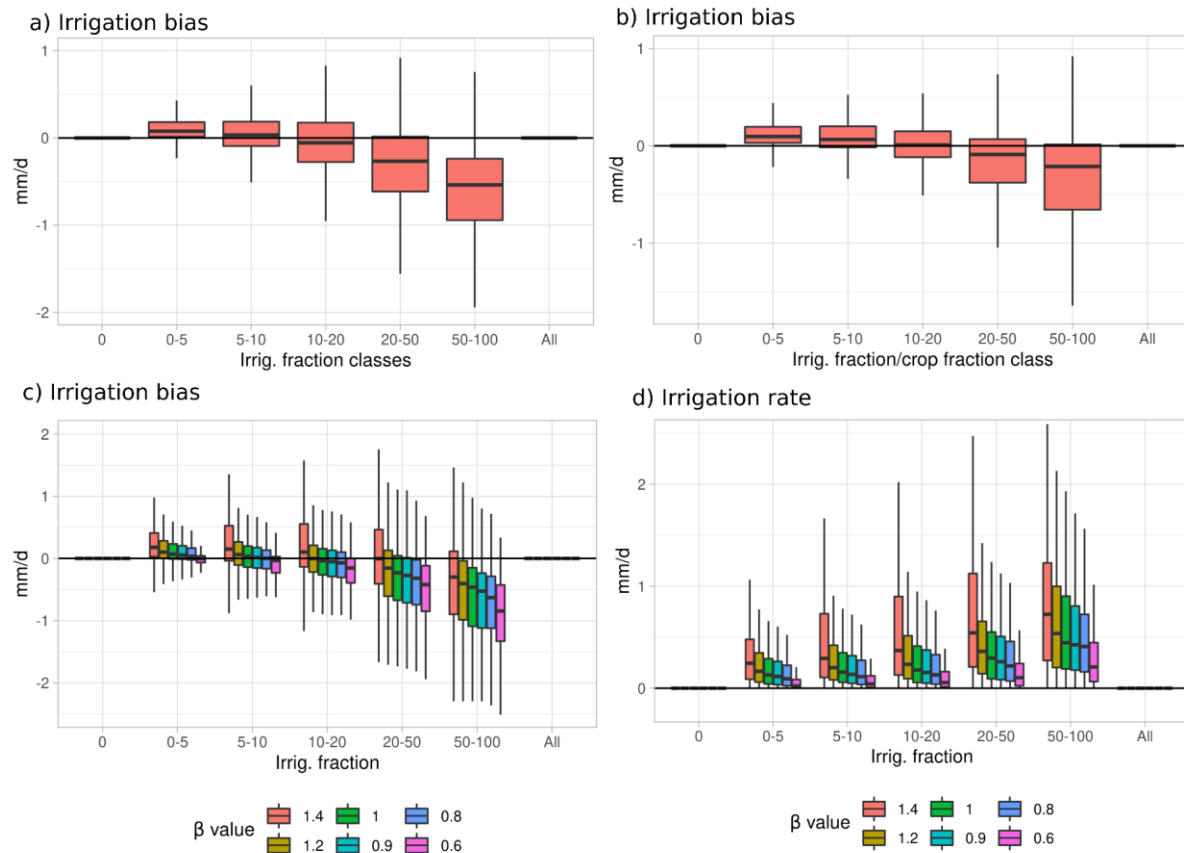 a) Irrigation bias
1
0
-1
-2
mm/d
0 0-5 5-10 10-20 20-50 50-100 All
Irrig. fraction classes
b) Irrigation bias
1
0
-1
mm/d
0 0-5 5-10 10-20 20-50 50-100 All
Irrig. fraction/crop fraction class
c) Irrigation bias
2
1
0
-1
-2
mm/d
0 0-5 5-10 10-20 20-50 50-100 All
Irrig. fraction
β value
1.4 1 0.8
1.2 0.9 0.6
d) Irrigation rate
2
1
0
mm/d
0 0-5 5-10 10-20 20-50 50-100 All
Irrig. fraction
β value
1.4 1 0.8
1.2 0.9 0.6